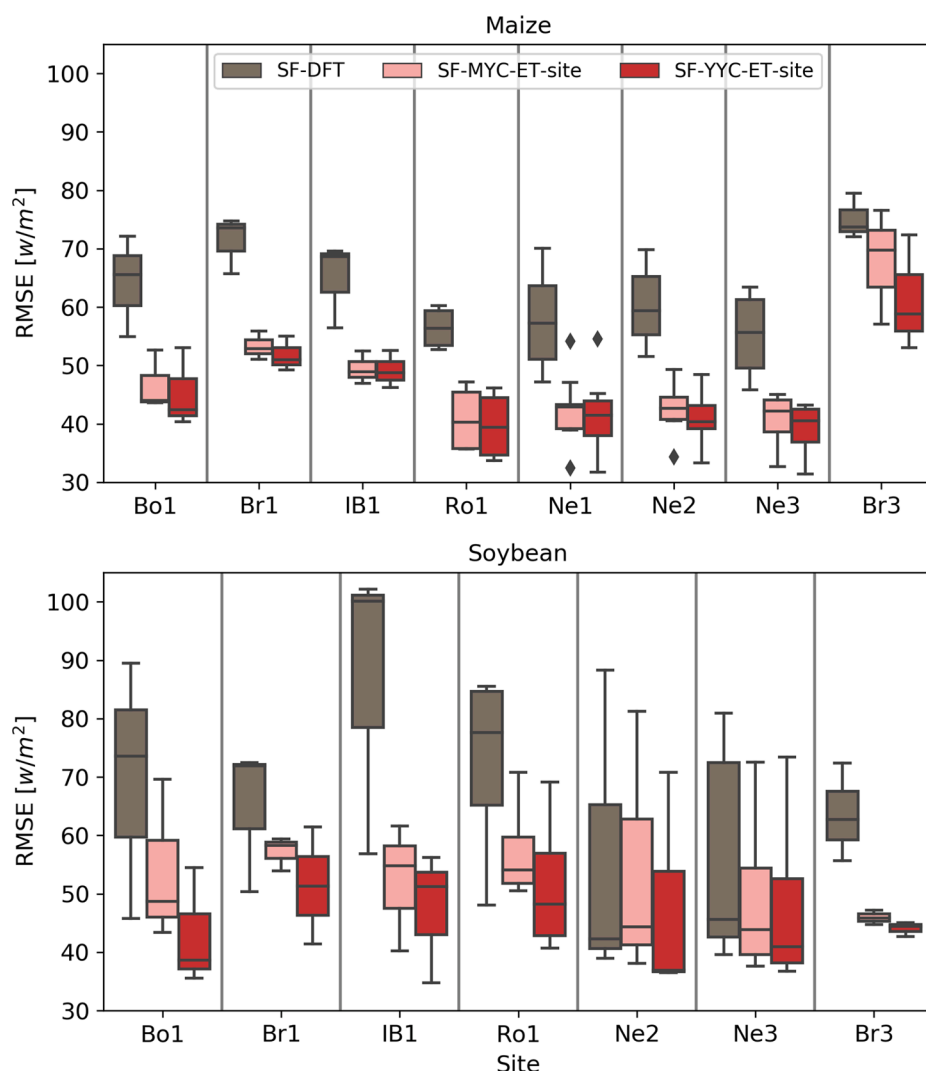 Maize
SF-DFT SF-MYC-ET-site SF-YYC-ET-site
100
90
80
70
60
50
40
30
RMSE [w/m²]
Bo1 Br1 IB1 Ro1 Ne1 Ne2 Ne3 Br3
Soybean
100
90
80
70
60
50
40
30
RMSE [w/m²]
Bo1 Br1 IB1 Ro1 Ne2 Ne3 Br3
Site